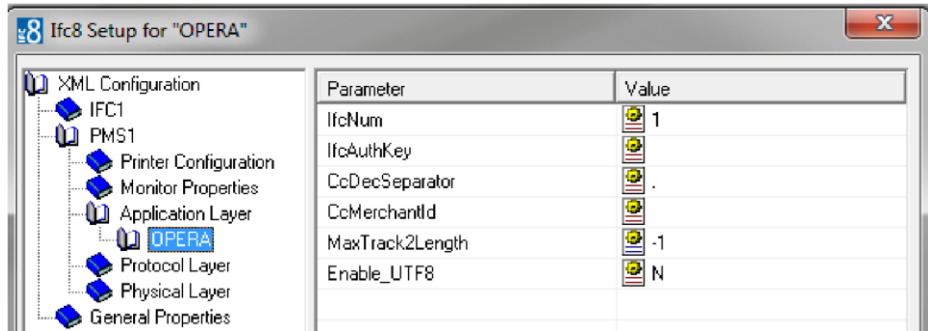 Ifc8 Setup for "OPERA"
XML Configuration
IFC1
PMS1
Printer Configuration
Monitor Properties
Application Layer
OPERA
Protocol Layer
Physical Layer
General Properties
Parameter Value
IfcNum 1
IfcAuthKey
CcDecSeparator .
CcMerchantId
MaxTrack2Length -1
Enable_UTF8 N